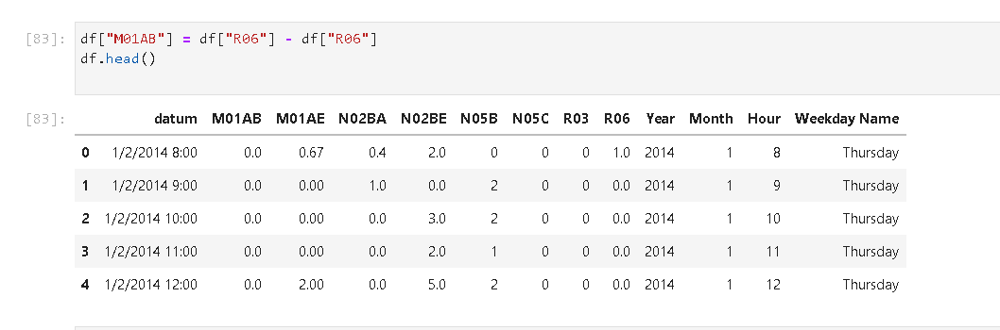 [83]: df["M01AB"] = df["R06"] - df["R06"]
df.head()
[83]: datum M01AB M01AE N02BA N02BE N05B N05C R03 R06 Year Month Hour Weekday Name
0 1/2/2014 8:00 0.0 0.67 0.4 2.0 0 0 0 1.0 2014 1 8 Thursday
1 1/2/2014 9:00 0.0 0.00 1.0 0.0 2 0 0 0.0 2014 1 9 Thursday
2 1/2/2014 10:00 0.0 0.00 0.0 3.0 2 0 0 0.0 2014 1 10 Thursday
3 1/2/2014 11:00 0.0 0.00 0.0 2.0 1 0 0 0.0 2014 1 11 Thursday
4 1/2/2014 12:00 0.0 2.00 0.0 5.0 2 0 0 0.0 2014 1 12 Thursday